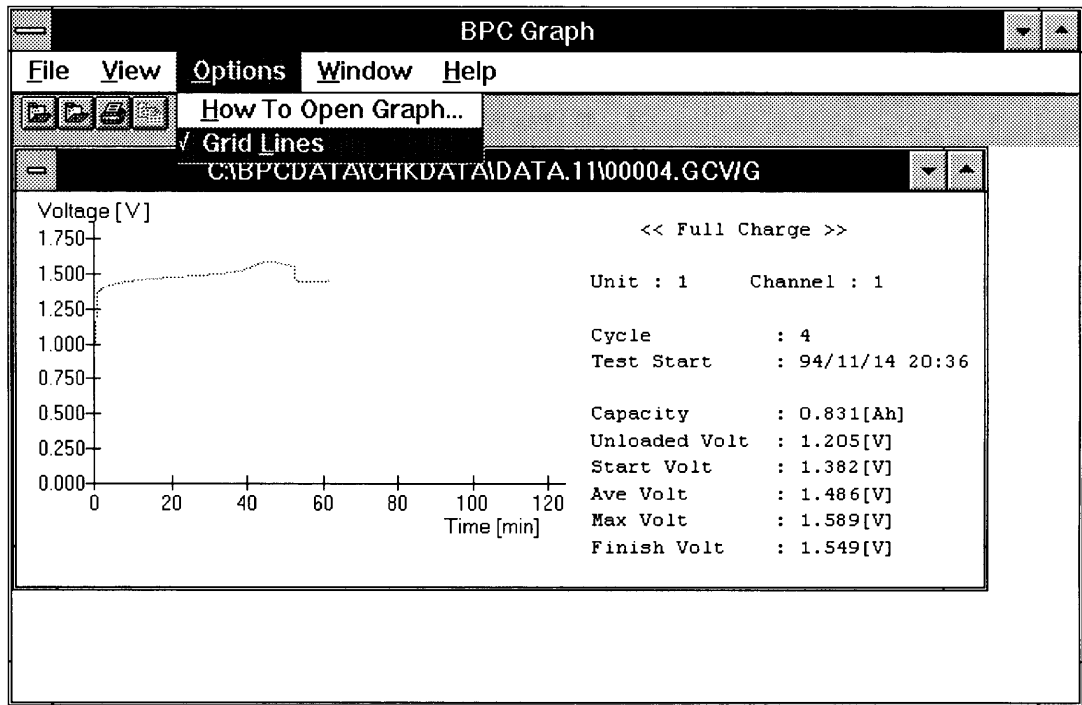 BPC Graph
File View Options Window Help
How To Open Graph...
√ Grid Lines
C:\BPCDATA\CHKDATA\DATA.11\00004.GCV/G
Voltage [V]
1.750
1.500
1.250
1.000
0.750
0.500
0.250
0.000
0 20 40 60 80 100 120
Time [min]
<< Full Charge >>
Unit : 1 Channel : 1
Cycle : 4
Test Start : 94/11/14 20:36
Capacity : 0.831[Ah]
Unloaded Volt : 1.205[V]
Start Volt : 1.382[V]
Ave Volt : 1.486[V]
Max Volt : 1.589[V]
Finish Volt : 1.549[V]